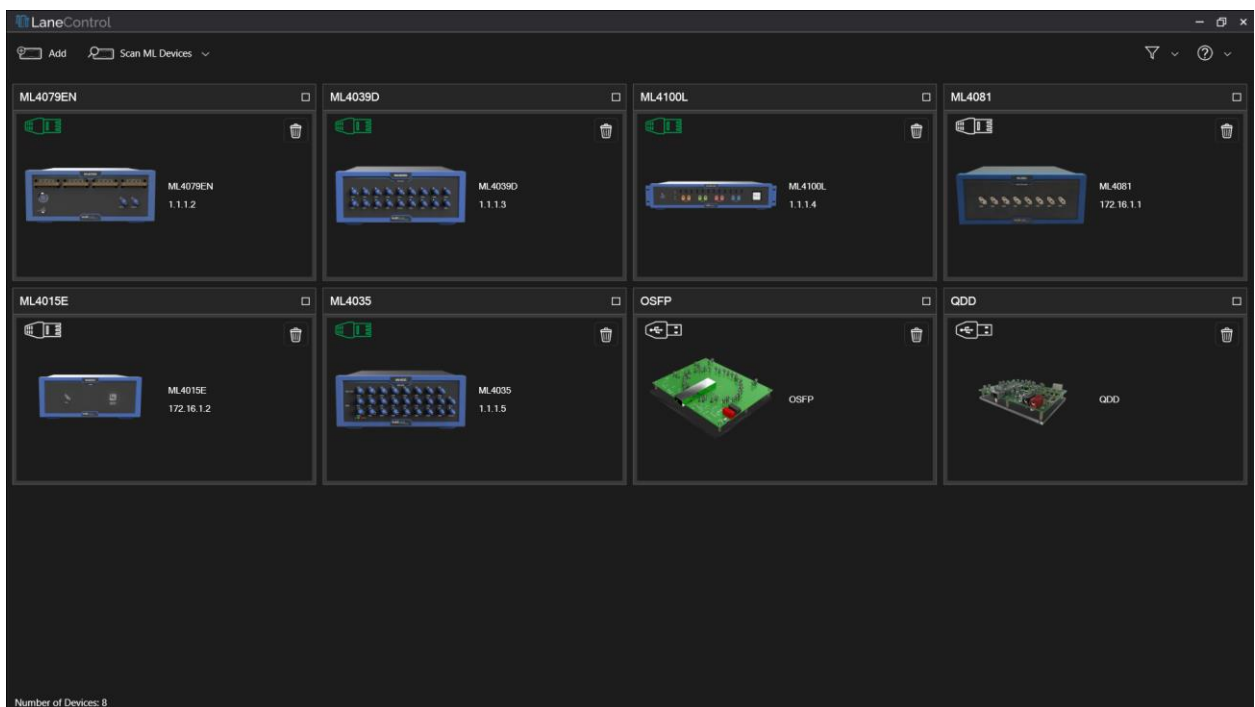 LaneControl
Add Scan ML Devices
ML4079EN ML4039D ML4100L ML4081
ML4079EN ML4039D ML4100L ML4081
1.1.1.2 1.1.1.3 1.1.1.4 172.16.1.1
ML4015E ML4035 OSFP QDD
ML4015E ML4035 OSFP QDD
172.16.1.2 1.1.1.5
Number of Devices: 8